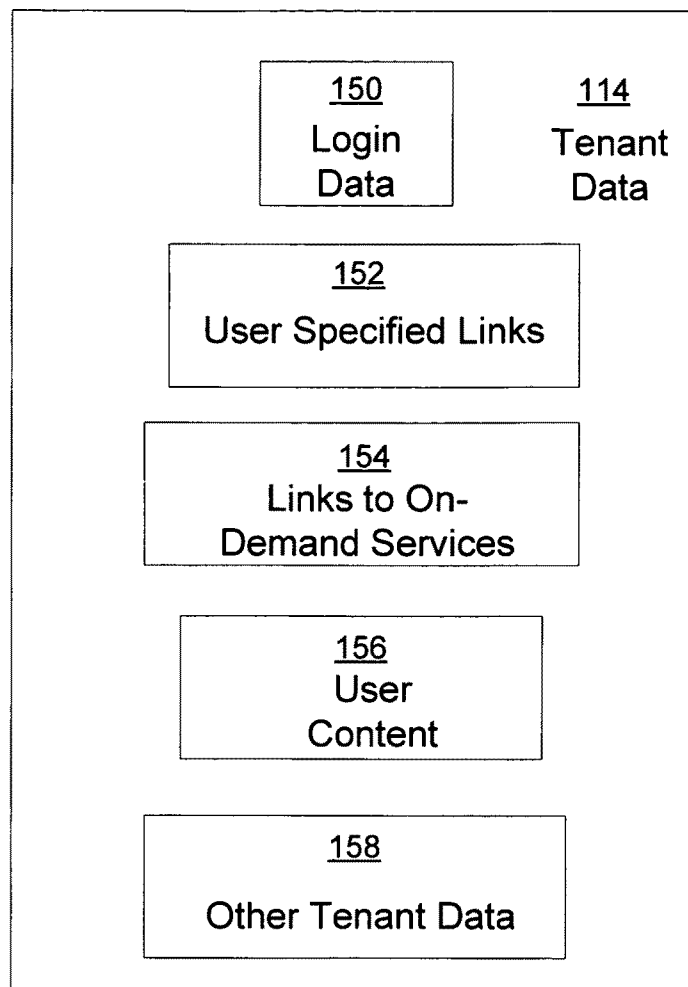 150
Login
Data
114
Tenant
Data
152
User Specified Links
154
Links to On-
Demand Services
156
User
Content
158
Other Tenant Data